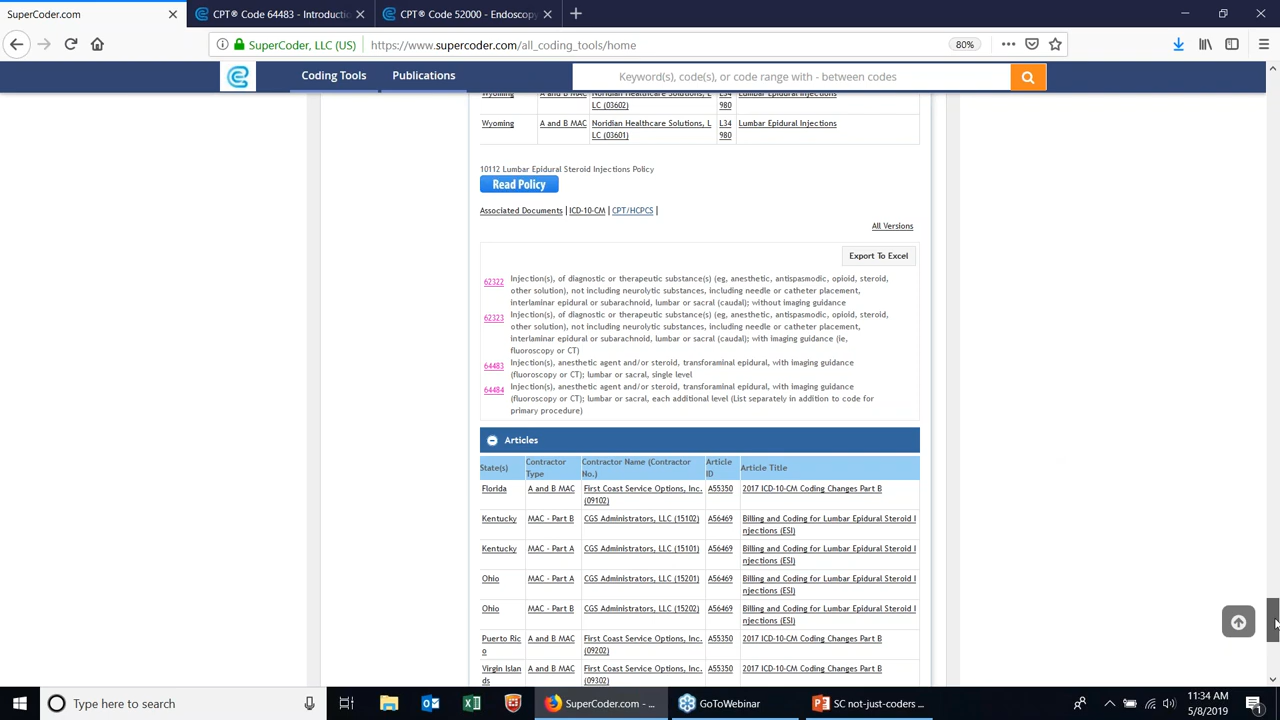 SuperCoder.com
CPT® Code 64483 - Introductio
CPT® Code 52000 - Endoscopy
SuperCoder, LLC (US)
https://www.supercoder.com/all_coding_tools/home
80%
Coding Tools
Publications
Keyword(s), code(s), or code range with - between codes
Wyoming A and B MAC Noridian Healthcare Solutions, L L34 Lumbar Epidural Injections
LC (03602) 980
Wyoming A and B MAC Noridian Healthcare Solutions, L L34 Lumbar Epidural Injections
LC (03601) 980
10112 Lumbar Epidural Steroid Injections Policy
Read Policy
Associated Documents | ICD-10-CM | CPT/HCPCS |
All Versions
Export To Excel
62322 Injection(s), of diagnostic or therapeutic substance(s) (eg, anesthetic, antispasmodic, opioid, steroid,
other solution), not including neurolytic substances, including needle or catheter placement,
interlaminar epidural or subarachnoid, lumbar or sacral (caudal); without imaging guidance
62323 Injection(s), of diagnostic or therapeutic substance(s) (eg, anesthetic, antispasmodic, opioid, steroid,
other solution), not including neurolytic substances, including needle or catheter placement,
interlaminar epidural or subarachnoid, lumbar or sacral (caudal); with imaging guidance (ie,
fluoroscopy or CT)
64483 Injection(s), anesthetic agent and/or steroid, transforaminal epidural, with imaging guidance
(fluoroscopy or CT); lumbar or sacral, single level
64484 Injection(s), anesthetic agent and/or steroid, transforaminal epidural, with imaging guidance
(fluoroscopy or CT); lumbar or sacral, each additional level (List separately in addition to code for
primary procedure)
Articles
State(s) Contractor Contractor Name (Contractor Article Article Title
Type No.) ID
Florida A and B MAC First Coast Service Options, Inc. A55350 2017 ICD-10-CM Coding Changes Part B
(09102)
Kentucky MAC - Part B CGS Administrators, LLC (15102) A56469 Billing and Coding for Lumbar Epidural Steroid I
njections (ESI)
Kentucky MAC - Part A CGS Administrators, LLC (15101) A56469 Billing and Coding for Lumbar Epidural Steroid I
njections (ESI)
Ohio MAC - Part A CGS Administrators, LLC (15201) A56469 Billing and Coding for Lumbar Epidural Steroid I
njections (ESI)
Ohio MAC - Part B CGS Administrators, LLC (15202) A56469 Billing and Coding for Lumbar Epidural Steroid I
njections (ESI)
Puerto Ric A and B MAC First Coast Service Options, Inc. A55350 2017 ICD-10-CM Coding Changes Part B
o (09202)
Virgin Islan A and B MAC First Coast Service Options, Inc. A55350 2017 ICD-10-CM Coding Changes Part B
ds (09302)
Type here to search
SuperCoder.com - ...
GoToWebinar
SC not-just-coders ...
11:34 AM
5/8/2019